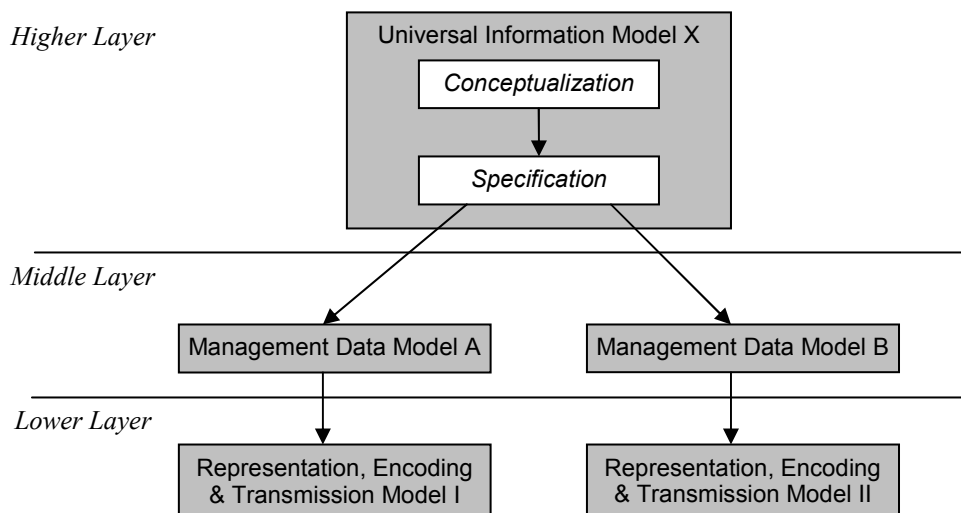 Higher Layer
Universal Information Model X
Conceptualization
Specification
Middle Layer
Management Data Model A
Management Data Model B
Lower Layer
Representation, Encoding
& Transmission Model I
Representation, Encoding
& Transmission Model II